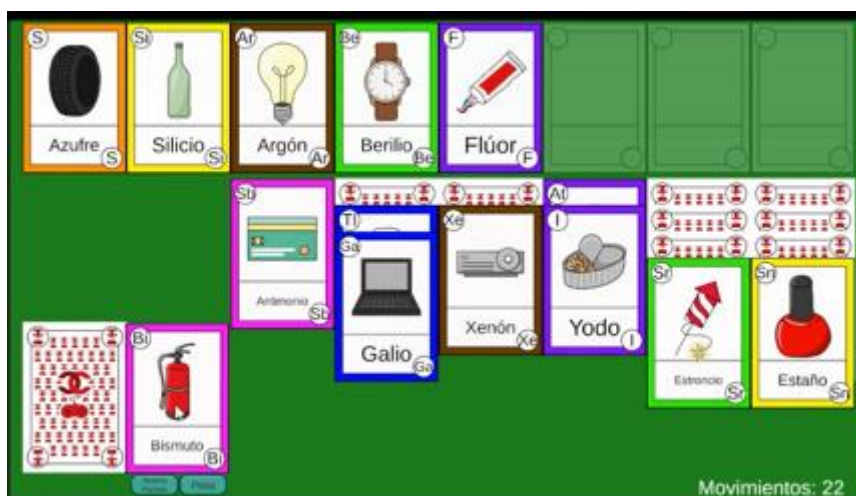 S Si Ar Be F
Azufre Silicio Argón Berilio Flúor
S Si Ar Be F
Sb At
Tl Xe I
Ga
Sr Sn
Antimonio Sb
Xenón Yodo
Xe I
Bi Galio Ga
Estroncio Estaño
Sr Sn
Bismuto
Bi
Pista
Movimientos: 22